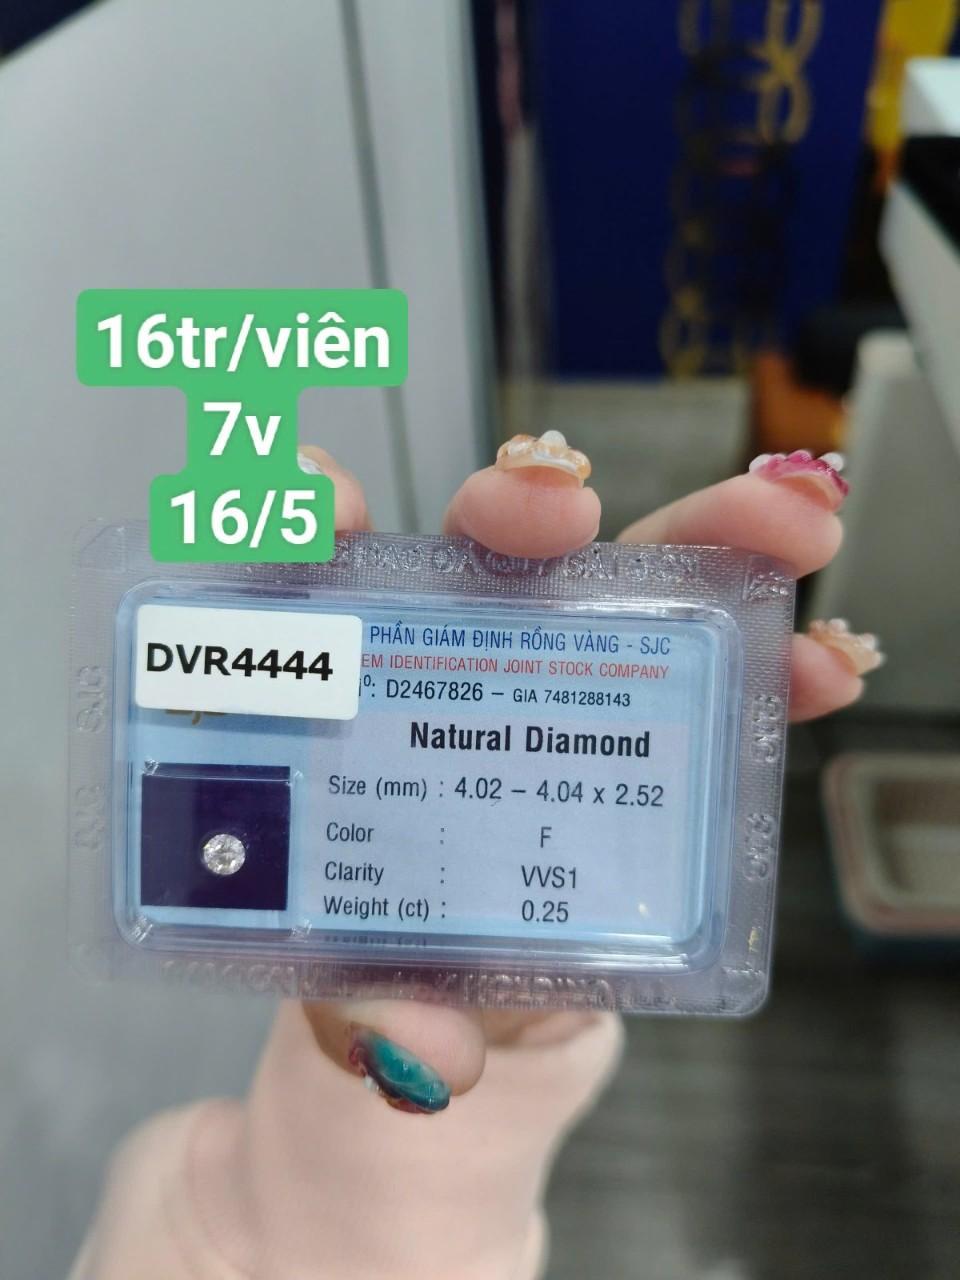 16tr/viên
7v
16/5
DVR4444
PHẦN GIÁM ĐỊNH RỒNG VÀNG - SJC
EM IDENTIFICATION JOINT STOCK COMPANY
: D2467826 – GIA 7481288143
Natural Diamond
Size (mm) : 4.02 – 4.04 x 2.52
Color : F
Clarity : VVS1
Weight (ct) : 0.25